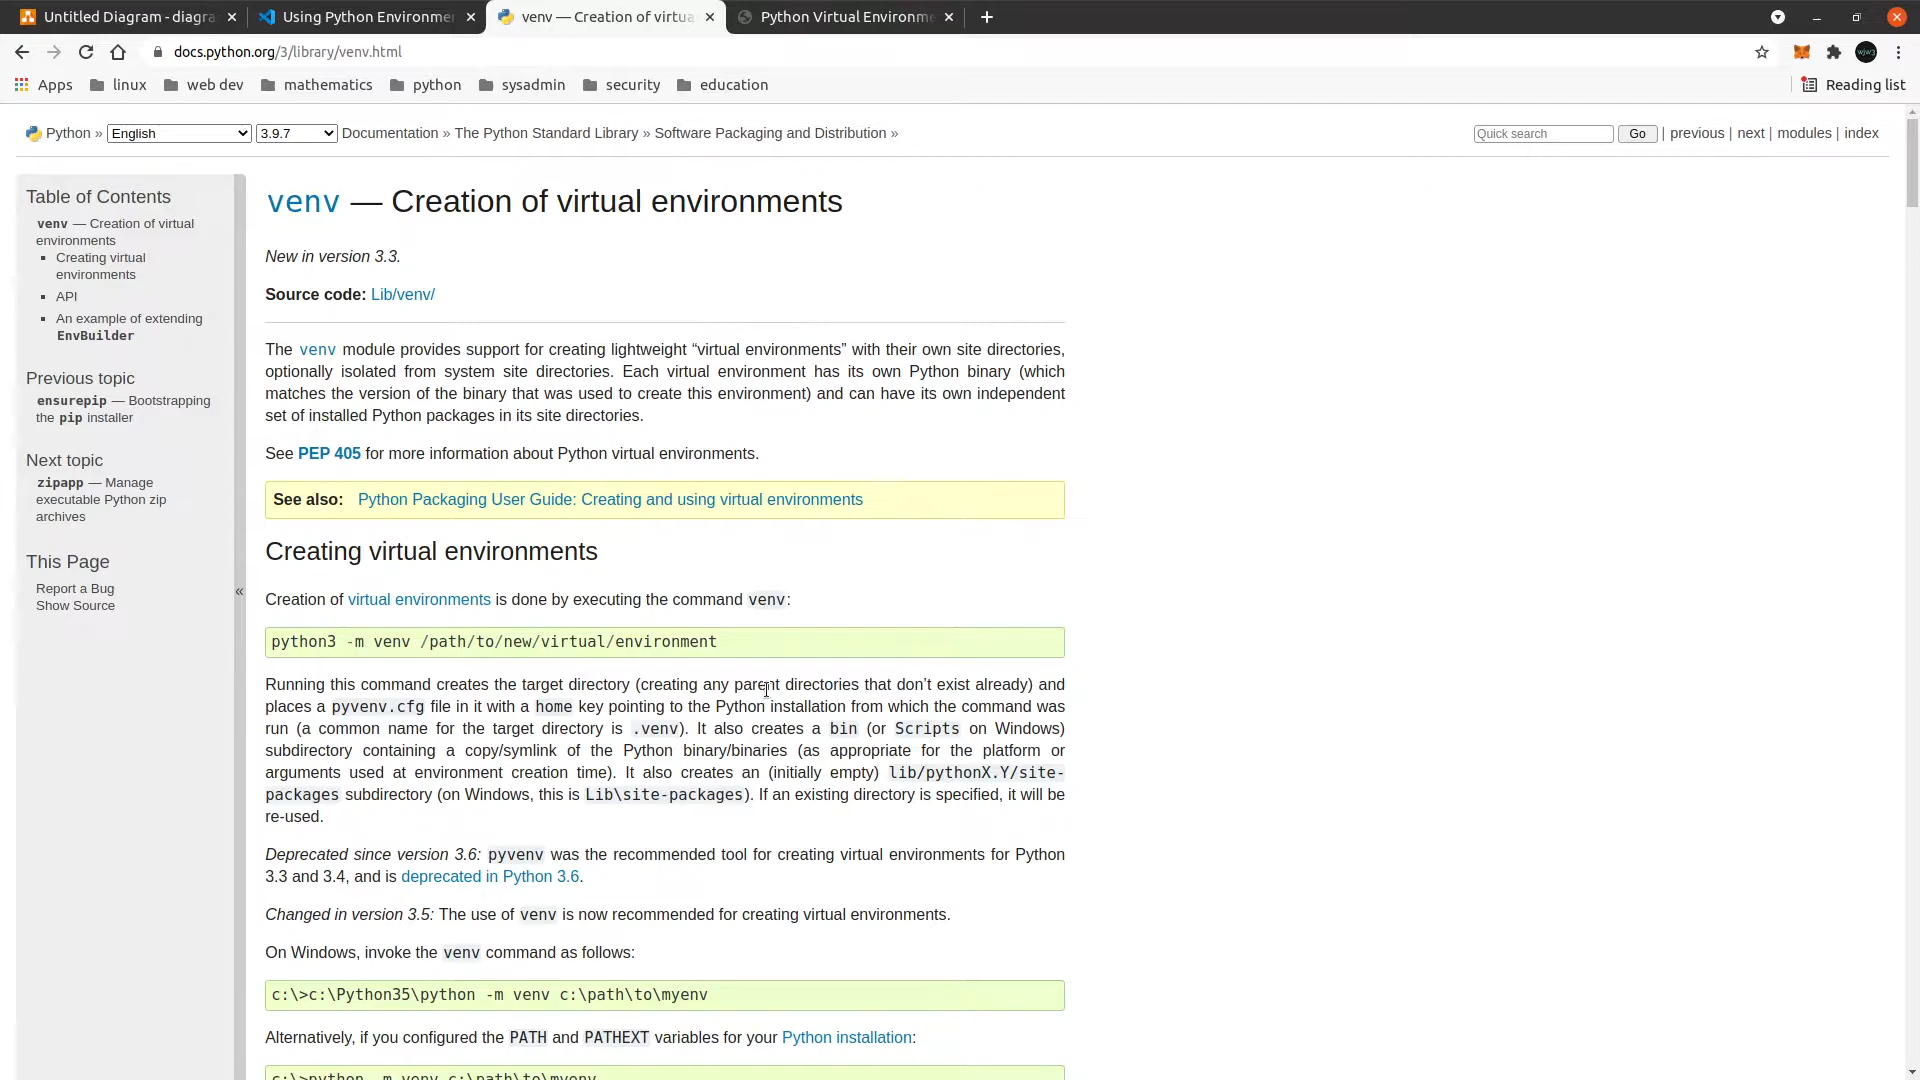 Untitled Diagram - diagra
Using Python Environme
venv — Creation of virtua
Python Virtual Environm
docs.python.org/3/library/venv.html
wjw3
Apps
linux
web dev
mathematics
python
sysadmin
security
education
Reading list
Python » English 3.9.7 Documentation » The Python Standard Library » Software Packaging and Distribution »
Quick search Go | previous | next | modules | index
Table of Contents
venv — Creation of virtual
environments
Creating virtual
environments
API
An example of extending
EnvBuilder
Previous topic
ensurepip — Bootstrapping
the pip installer
Next topic
zipapp — Manage
executable Python zip
archives
This Page
Report a Bug
Show Source
«
venv — Creation of virtual environments
New in version 3.3.
Source code: Lib/venv/
The venv module provides support for creating lightweight “virtual environments” with their own site directories,
optionally isolated from system site directories. Each virtual environment has its own Python binary (which
matches the version of the binary that was used to create this environment) and can have its own independent
set of installed Python packages in its site directories.
See PEP 405 for more information about Python virtual environments.
See also: Python Packaging User Guide: Creating and using virtual environments
Creating virtual environments
Creation of virtual environments is done by executing the command venv:
python3 -m venv /path/to/new/virtual/environment
Running this command creates the target directory (creating any parent directories that don’t exist already) and
places a pyvenv.cfg file in it with a home key pointing to the Python installation from which the command was
run (a common name for the target directory is .venv). It also creates a bin (or Scripts on Windows)
subdirectory containing a copy/symlink of the Python binary/binaries (as appropriate for the platform or
arguments used at environment creation time). It also creates an (initially empty) lib/pythonX.Y/site-
packages subdirectory (on Windows, this is Lib\site-packages). If an existing directory is specified, it will be
re-used.
Deprecated since version 3.6: pyvenv was the recommended tool for creating virtual environments for Python
3.3 and 3.4, and is deprecated in Python 3.6.
Changed in version 3.5: The use of venv is now recommended for creating virtual environments.
On Windows, invoke the venv command as follows:
c:\>c:\Python35\python -m venv c:\path\to\myenv
Alternatively, if you configured the PATH and PATHEXT variables for your Python installation:
c:\>python -m venv c:\path\to\myenv